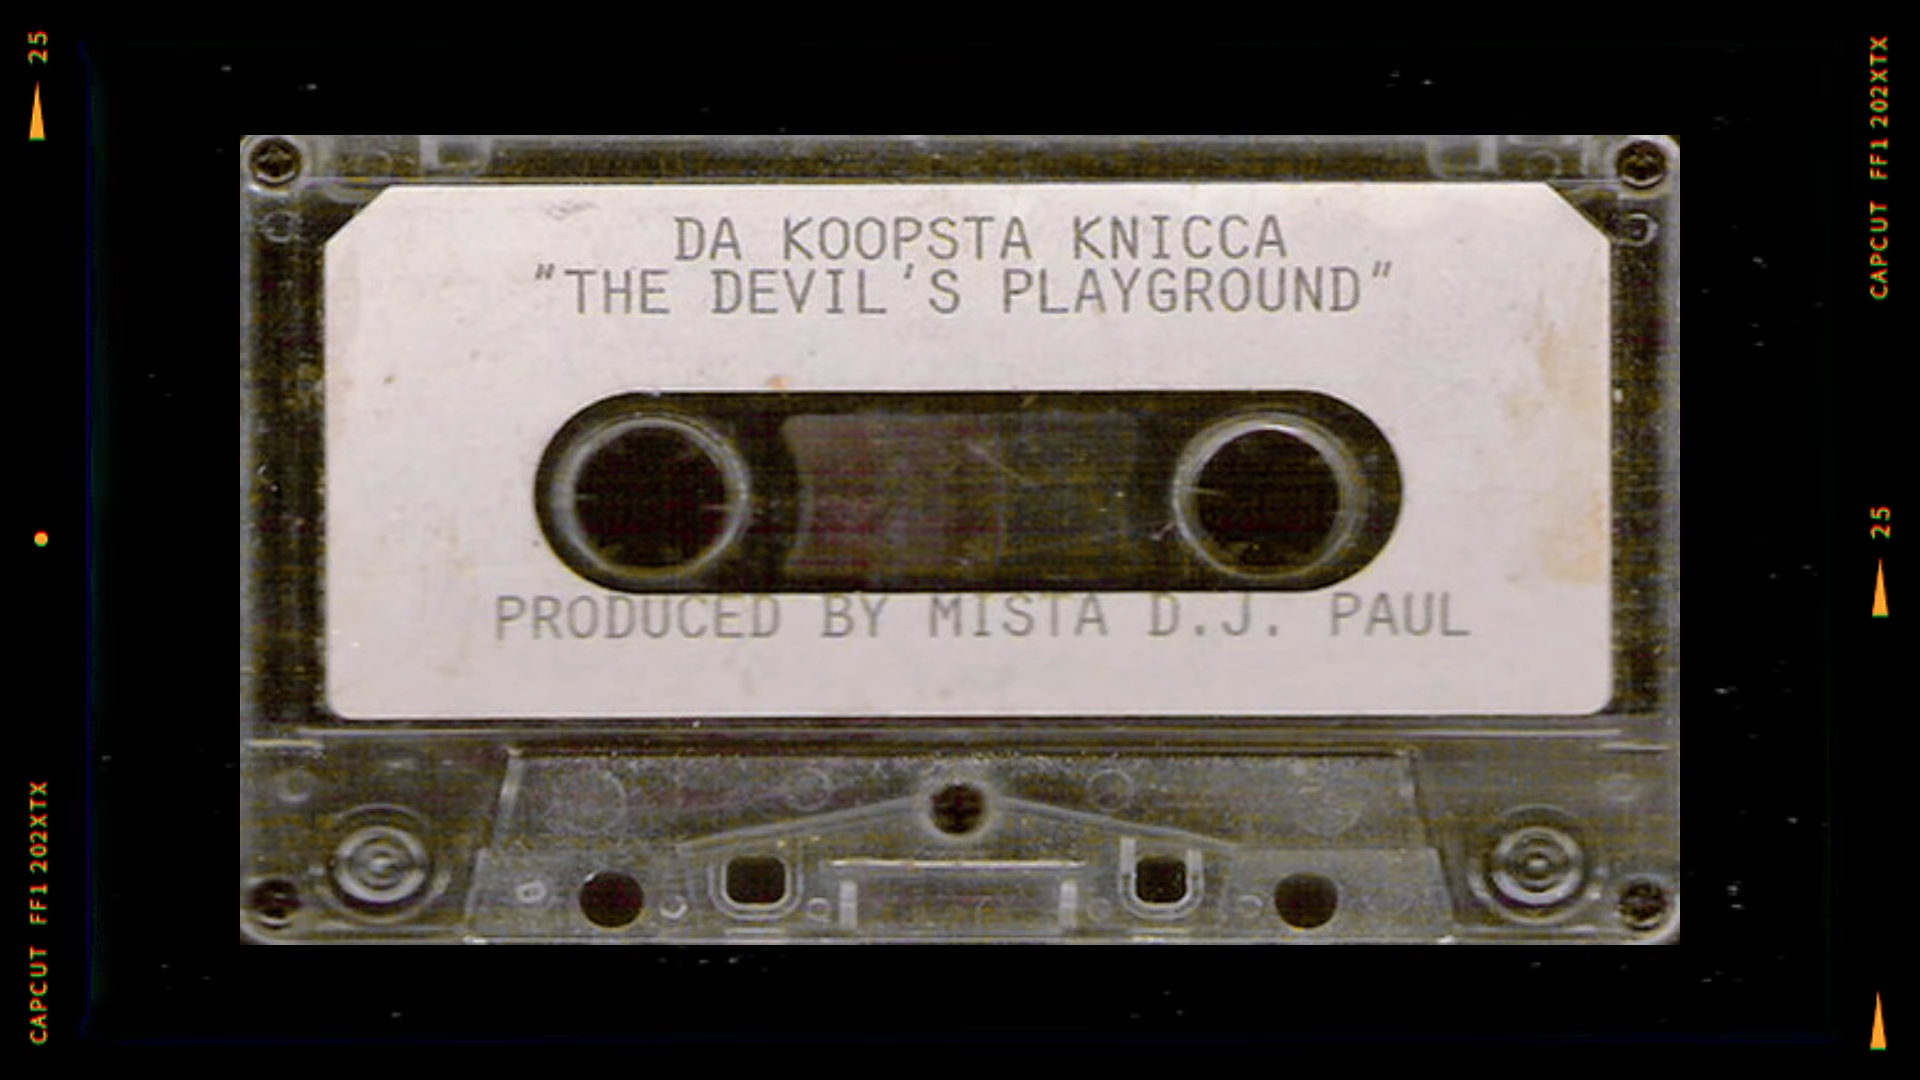 25
CAPCUT FF1 202XTX
DA KOOPSTA KNICCA
"THE DEVIL'S PLAYGROUND"
PRODUCED BY MISTA D.J. PAUL
25
CAPCUT FF1 202XTX